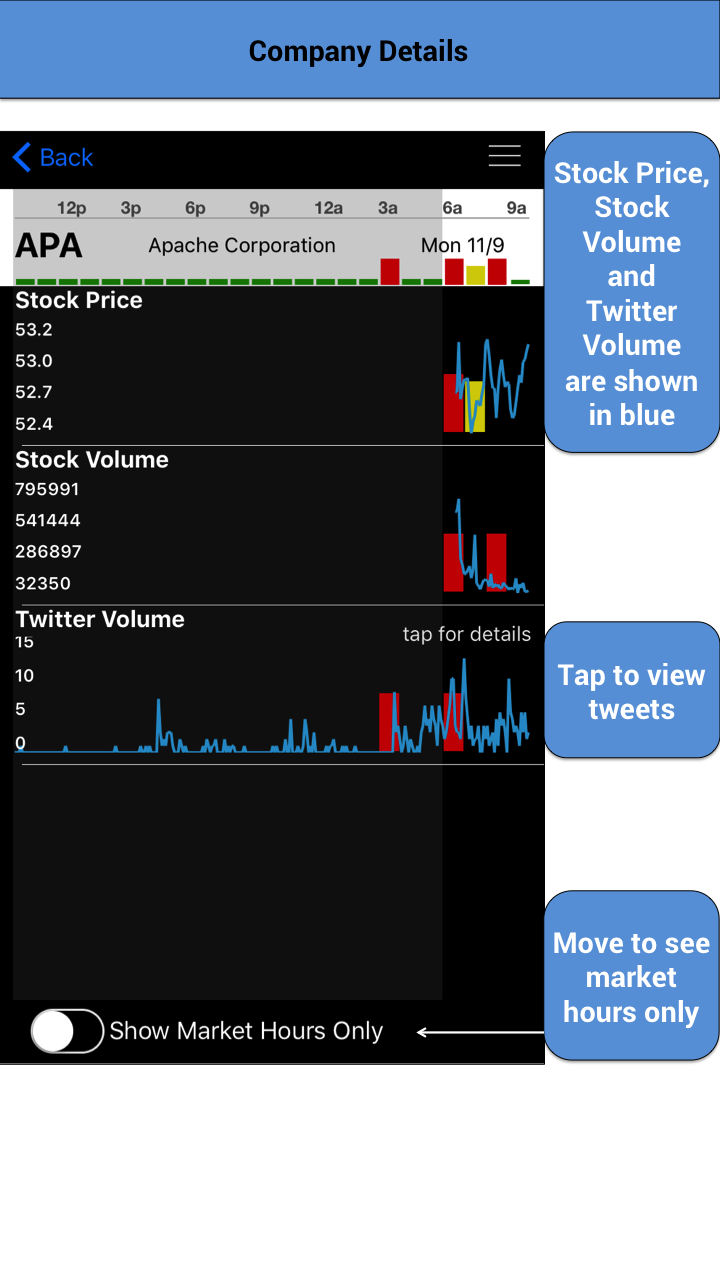 Company Details
Back
12p 3p 6p 9p 12a 3a 6a 9a
APA Apache Corporation Mon 11/9
Stock Price
53.2
53.0
52.7
52.4
Stock Volume
795991
541444
286897
32350
Twitter Volume
tap for details
15
10
5
0
Show Market Hours Only
Stock Price,
Stock
Volume
and
Twitter
Volume
are shown
in blue
Tap to view
tweets
Move to see
market
hours only